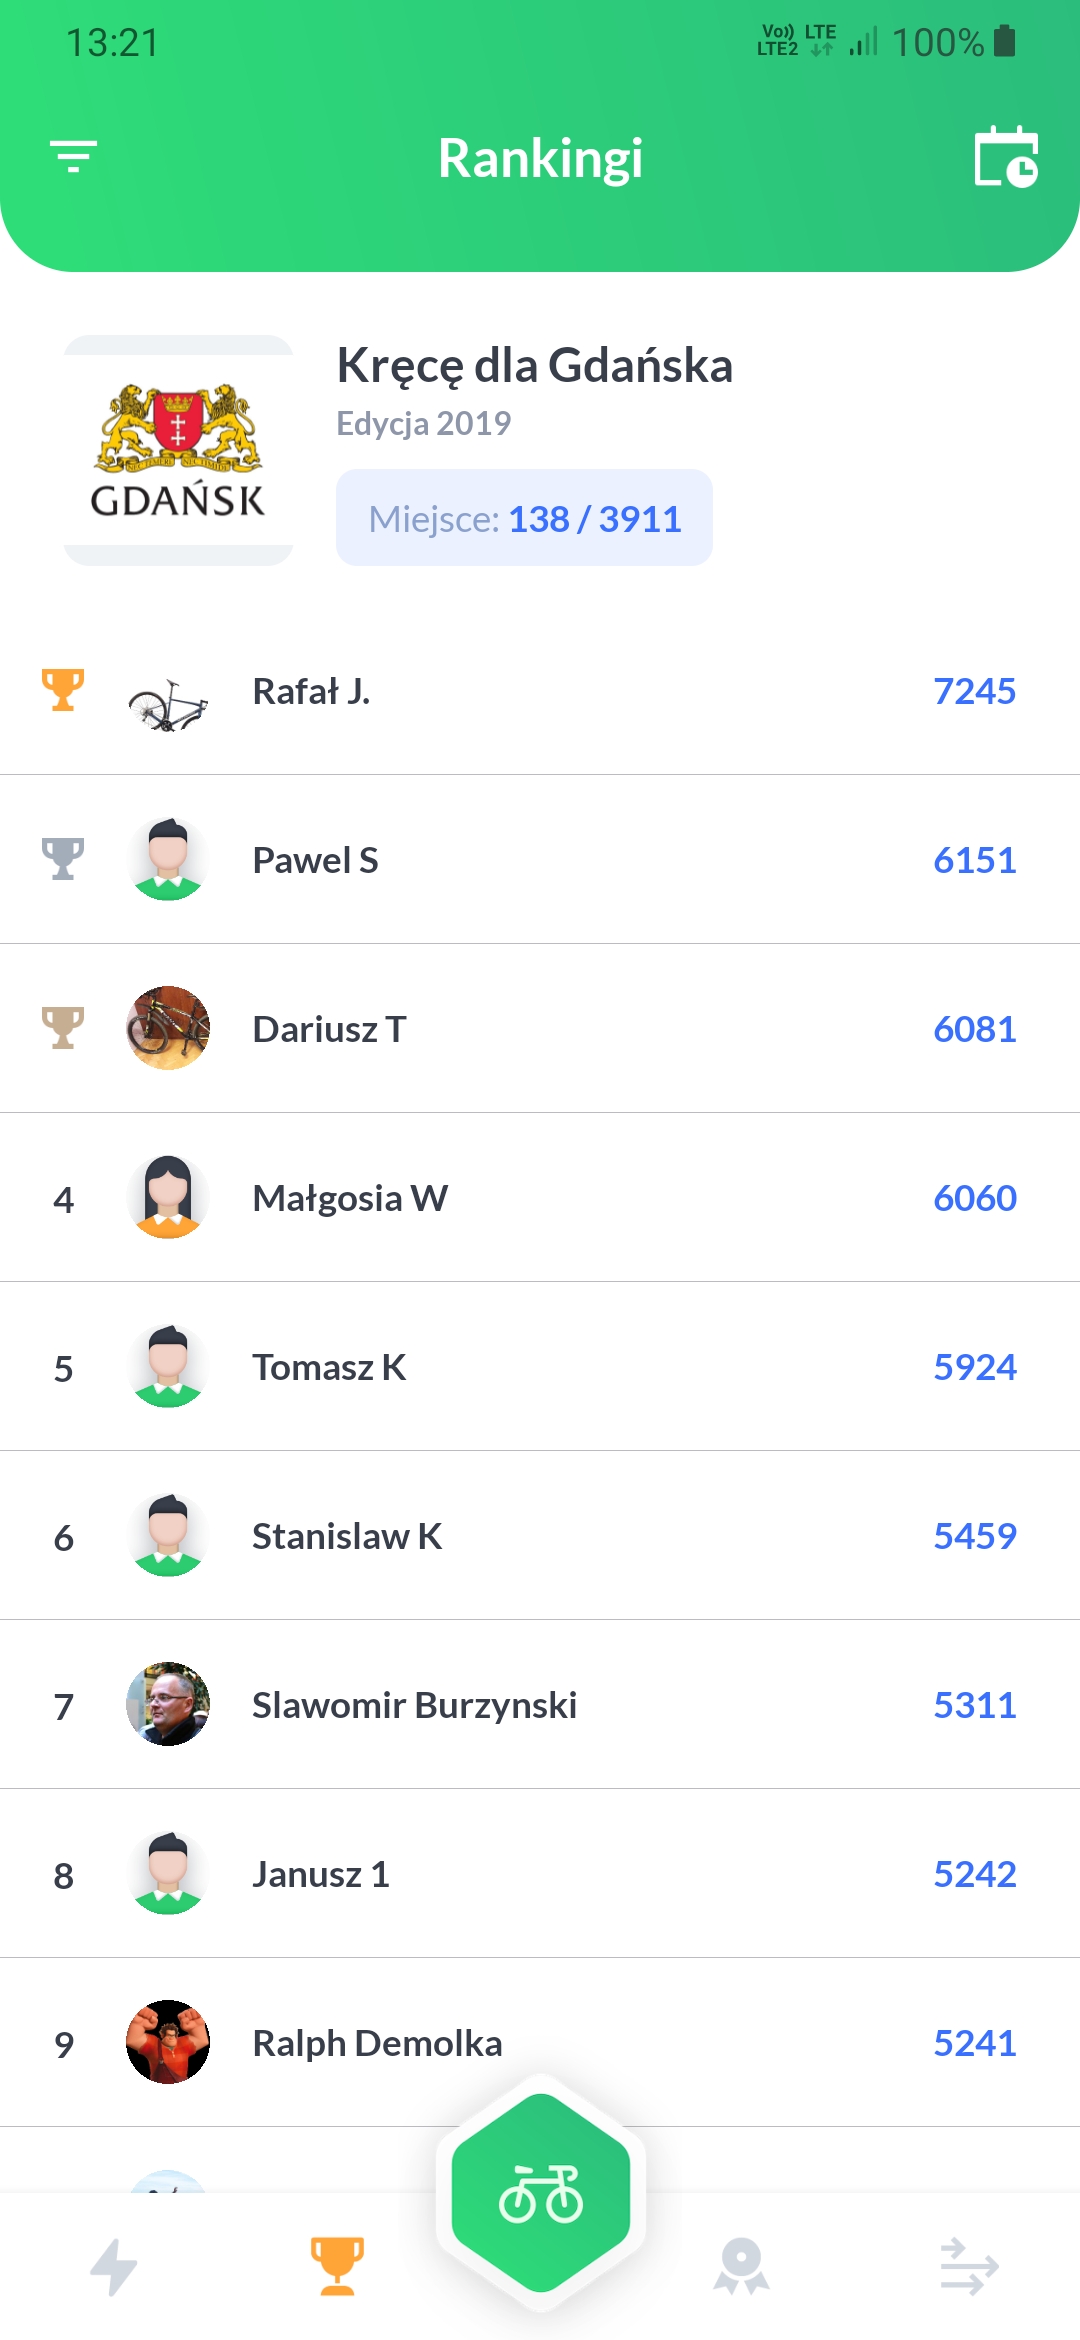 13:21
Vo)) LTE
LTE2
100%
Rankingi
Kręcę dla Gdańska
Edycja 2019
GDAŃSK
Miejsce: 138 / 3911
Rafał J. 7245
Pawel S 6151
Dariusz T 6081
4 Małgosia W 6060
5 Tomasz K 5924
6 Stanislaw K 5459
7 Slawomir Burzynski 5311
8 Janusz 1 5242
9 Ralph Demolka 5241